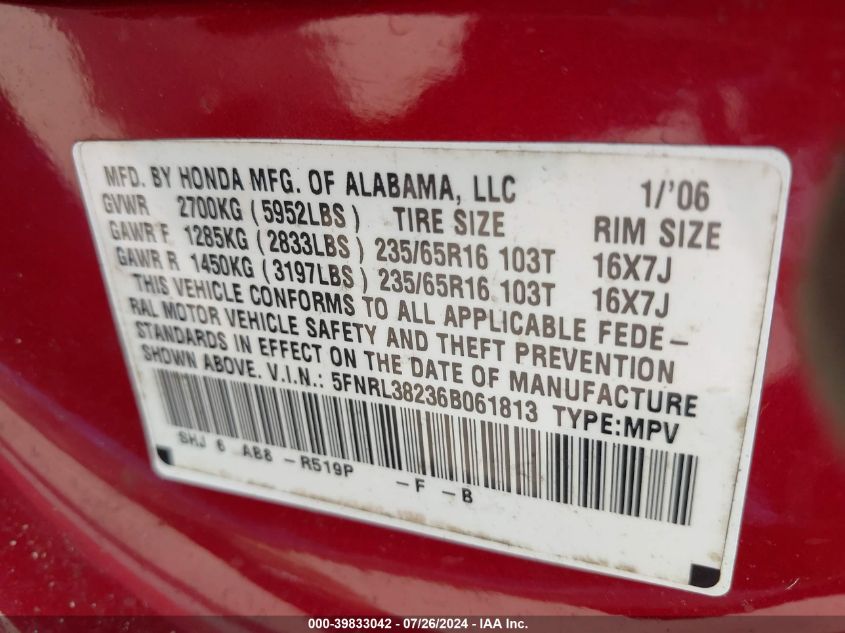 MFD. BY HONDA MFG. OF ALABAMA, LLC 1/'06
GVWR 2700KG (5952LBS) TIRE SIZE RIM SIZE
GAWR F 1285KG (2833LBS) 235/65R16 103T 16X7J
GAWR R 1450KG (3197LBS) 235/65R16 103T 16X7J
THIS VEHICLE CONFORMS TO ALL APPLICABLE FEDE-
RAL MOTOR VEHICLE SAFETY AND THEFT PREVENTION
STANDARDS IN EFFECT ON THE DATE OF MANUFACTURE
SHOWN ABOVE. V.I.N.: 5FNRL38236B061813 TYPE:MPV
SHJ 6 AB8 -R519P -F -B
000-39833042 - 07/26/2024 - IAA Inc.